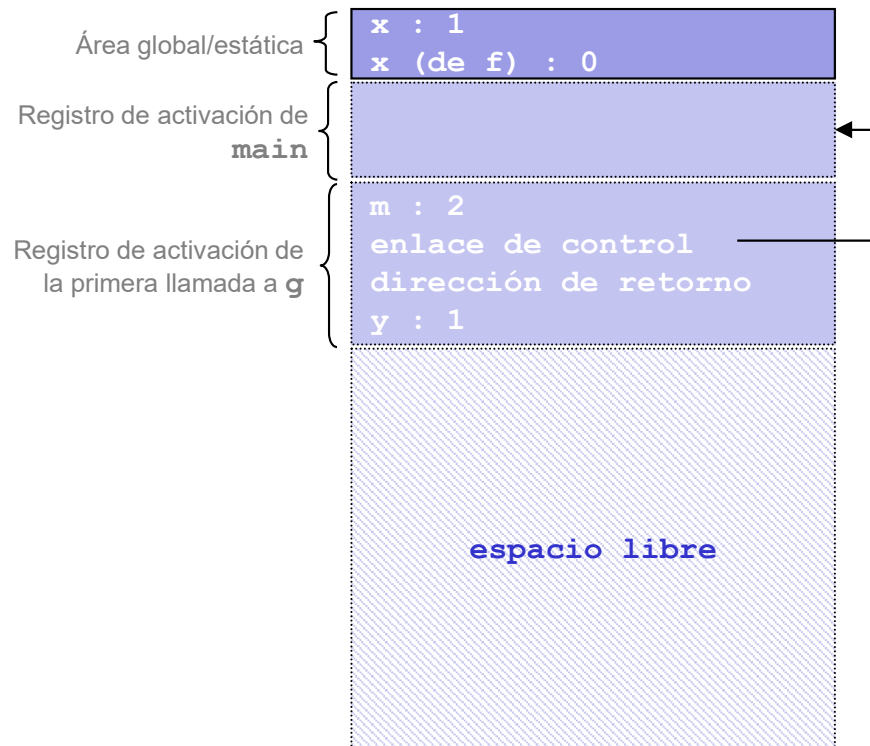 Área global/estática
x : 1
x (de f) : 0
Registro de activación de
main
Registro de activación de
la primera llamada a g
m : 2
enlace de control
dirección de retorno
y : 1
espacio libre